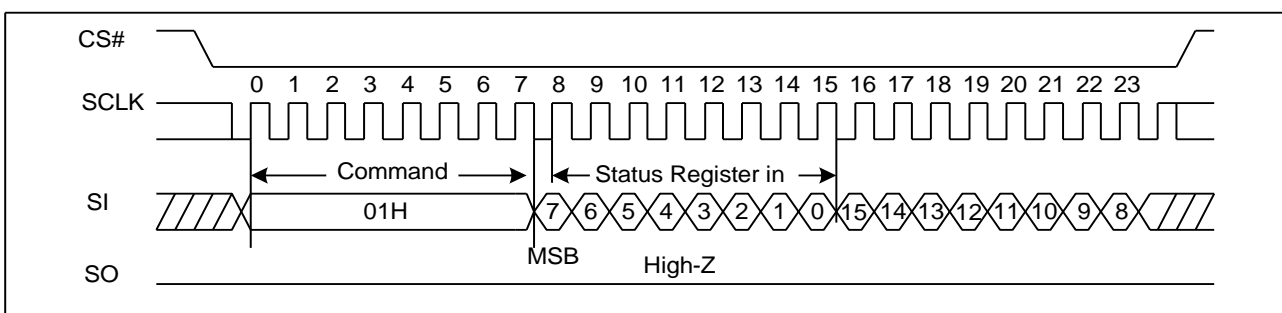 CS#
0 1 2 3 4 5 6 7 8 9 10 11 12 13 14 15 16 17 18 19 20 21 22 23
SCLK
Command
Status Register in
SI
01H
7 6 5 4 3 2 1 0 15 14 13 12 11 10 9 8
MSB
High-Z
SO